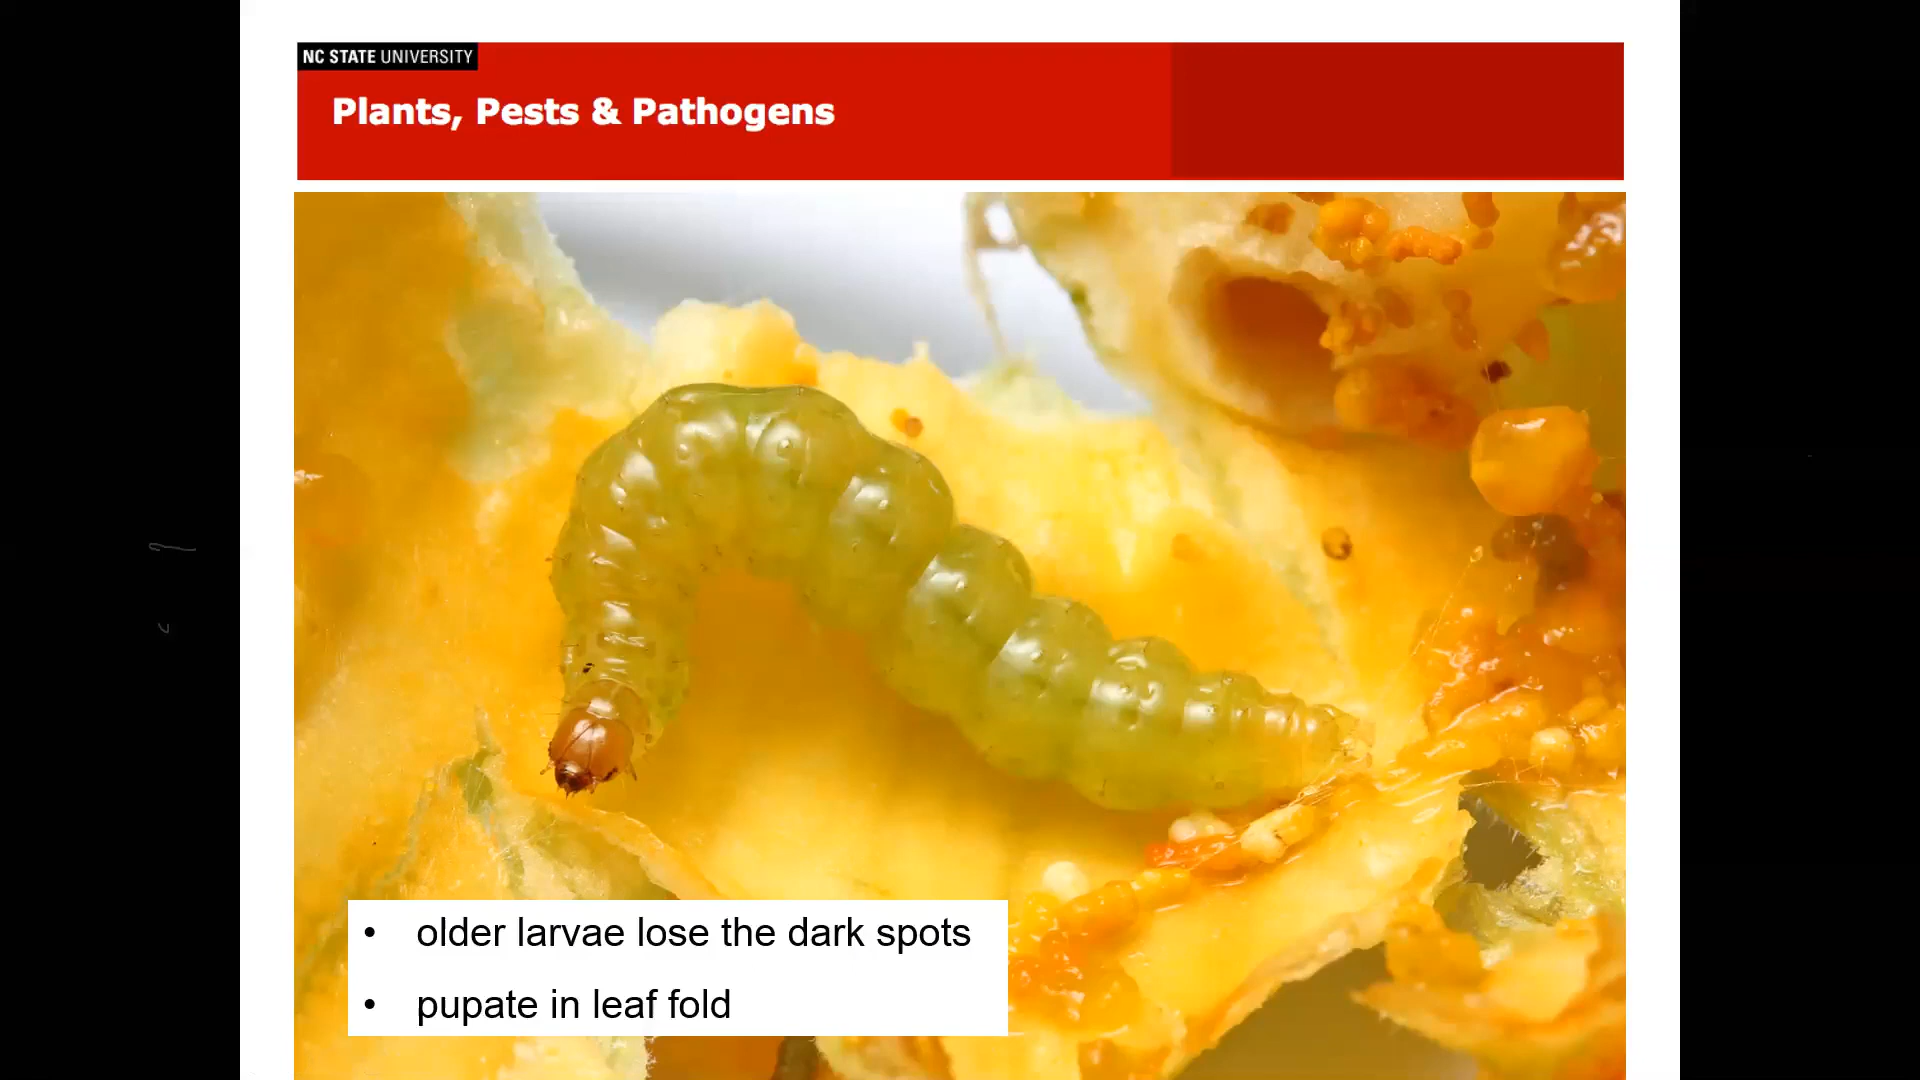 NC STATE UNIVERSITY
Plants, Pests & Pathogens
• older larvae lose the dark spots
• pupate in leaf fold